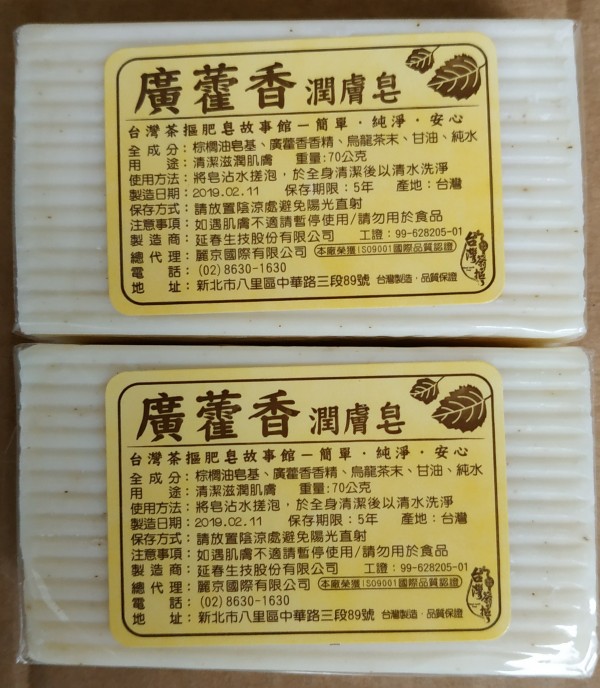 廣藿香 潤膚皂
台灣茶摳肥皂故事館－簡單．純淨．安心
全成分：棕櫚油皂基、廣藿香香精、烏龍茶末、甘油、純水
用途：清潔滋潤肌膚 重量:70公克
使用方法：將皂沾水搓泡，於全身清潔後以清水洗淨
製造日期：2019.02.11 保存期限：5年 產地：台灣
保存方式：請放置陰涼處避免陽光直射
注意事項：如遇肌膚不適請暫停使用/請勿用於食品
製造商：延春生技股份有限公司 工證：99-628205-01
總代理：麗京國際有限公司 本廠榮獲ISO9001國際品質認證
電話：(02)8630-1630
地址：新北市八里區中華路三段89號 台灣製造．品質保證
台灣
廣藿香 潤膚皂
台灣茶摳肥皂故事館－簡單．純淨．安心
全成分：棕櫚油皂基、廣藿香香精、烏龍茶末、甘油、純水
用途：清潔滋潤肌膚 重量:70公克
使用方法：將皂沾水搓泡，於全身清潔後以清水洗淨
製造日期：2019.02.11 保存期限：5年 產地：台灣
保存方式：請放置陰涼處避免陽光直射
注意事項：如遇肌膚不適請暫停使用/請勿用於食品
製造商：延春生技股份有限公司 工證：99-628205-01
總代理：麗京國際有限公司 本廠榮獲ISO9001國際品質認證
電話：(02)8630-1630
地址：新北市八里區中華路三段89號 台灣製造．品質保證
台灣